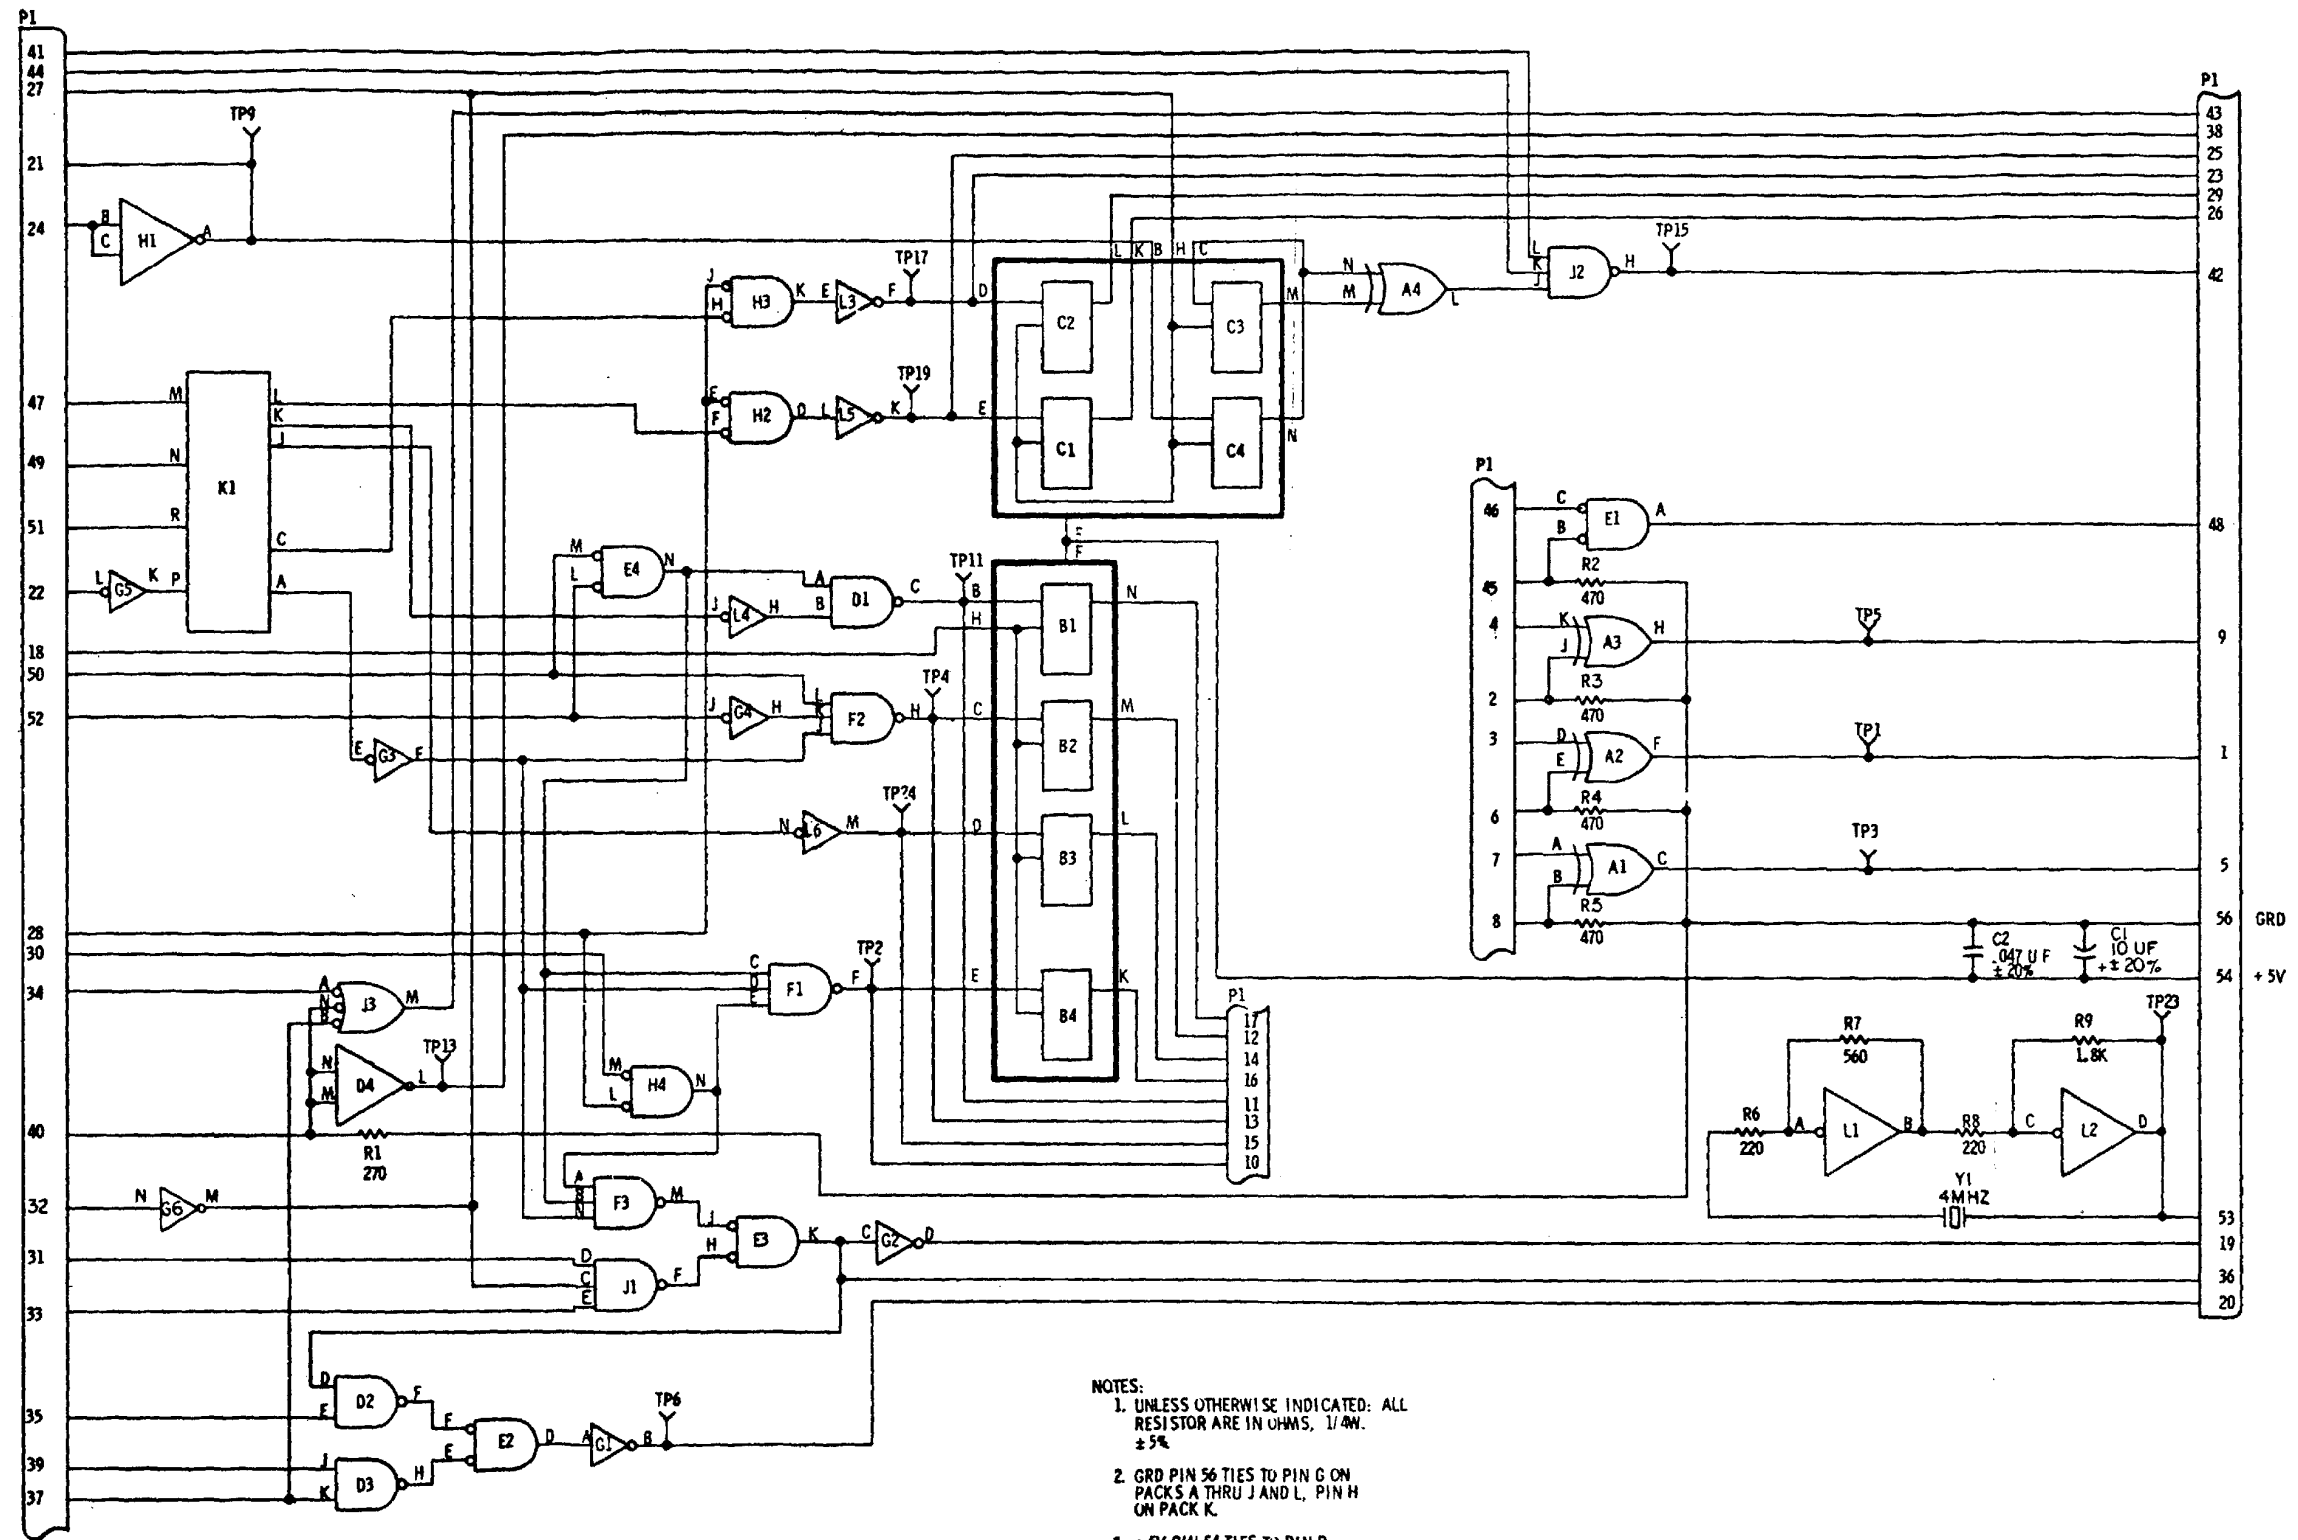 P1
41
44
27
21
24
47
49
51
22
18
50
52
28
30
34
40
32
31
33
35
39
37
TP9
B
C
H1
A
M
N
R
P
K1
L
K
J
C
A
L
G5
K
E
G3
F
J
H
H3
K
E
L3
F
TP17
D
E
F
H2
D
L
L5
K
TP19
E
L
K
B
H
C
C2
C1
C3
C4
M
N
N
M
A4
L
L
K
J
J2
H
TP15
P1
43
38
25
23
29
26
42
M
L
E4
N
J
L4
H
A
B
D1
C
TP11
B
H
E
F
B1
N
J
G4
H
L
F2
H
TP4
C
B2
M
N
L6
M
TP24
D
B3
L
C
D
E
F1
F
TP2
E
B4
K
P1
17
12
14
16
11
13
15
10
A
N
B
J3
M
N
M
D4
L
TP13
R1
270
M
L
H4
N
N
G6
M
A
B
N
F3
M
D
C
E
J1
F
J
H
E3
K
C
G2
D
D
E
D2
F
J
K
D3
H
F
E
E2
D
A
G1
B
TP6
P1
46
45
4
2
3
6
7
8
C
B
E1
A
48
R2
470
K
J
A3
H
TP5
9
R3
470
D
E
A2
F
TP1
1
R4
470
A
B
A1
C
TP3
5
R5
470
56 GRD
C2
.047 UF
±20%
C1
10 UF
+ ±20%
54 +5V
TP23
R7
560
R9
1.8K
R6
220
A
L1
B
R8
220
C
L2
D
Y1
4MHZ
53
19
36
20
NOTES:
1. UNLESS OTHERWISE INDICATED: ALL
RESISTOR ARE IN OHMS, 1/4W.
±5%
2. GRD PIN 56 TIES TO PIN G ON
PACKS A THRU J AND L, PIN H
ON PACK K.